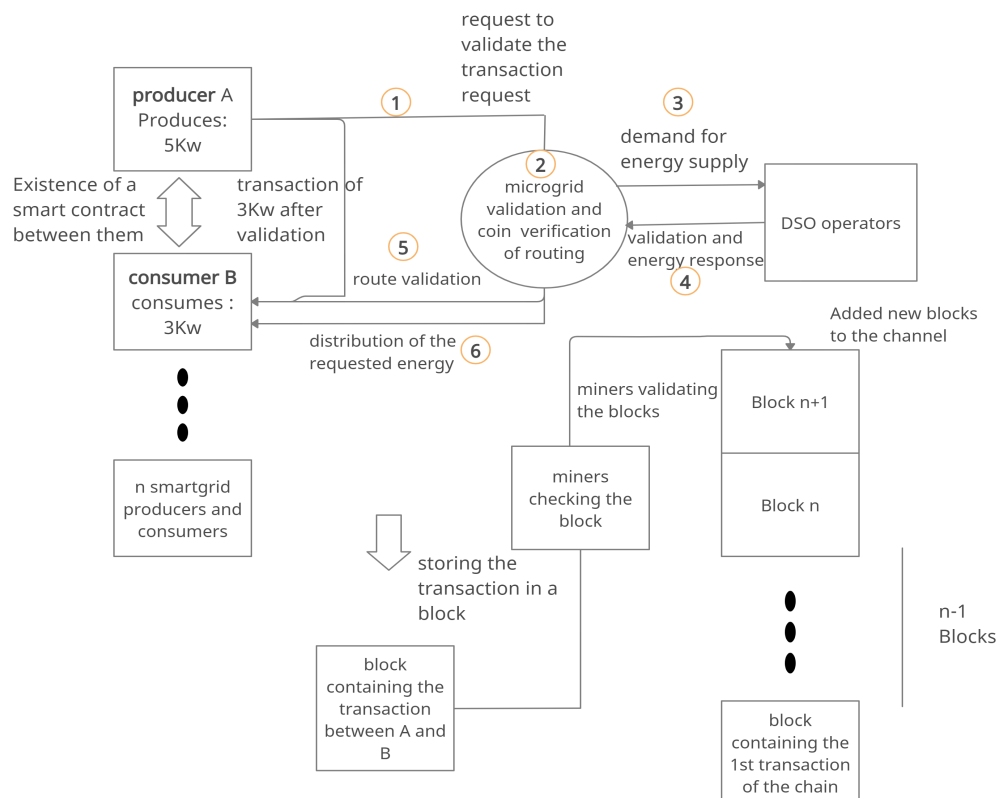 request to
validate the
transaction
request
producer A
Produces:
5Kw
1
3
demand for
energy supply
2
microgrid
validation and
coin verification
of routing
DSO operators
Existence of a
smart contract
between them
transaction of
3Kw after
validation
validation and
energy response
4
5
route validation
consumer B
consumes :
3Kw
distribution of the
requested energy
6
Added new blocks
to the channel
miners validating
the blocks
Block n+1
Block n
miners
checking the
block
n smartgrid
producers and
consumers
storing the
transaction in a
block
n-1
Blocks
block
containing the
transaction
between A and
B
block
containing the
1st transaction
of the chain